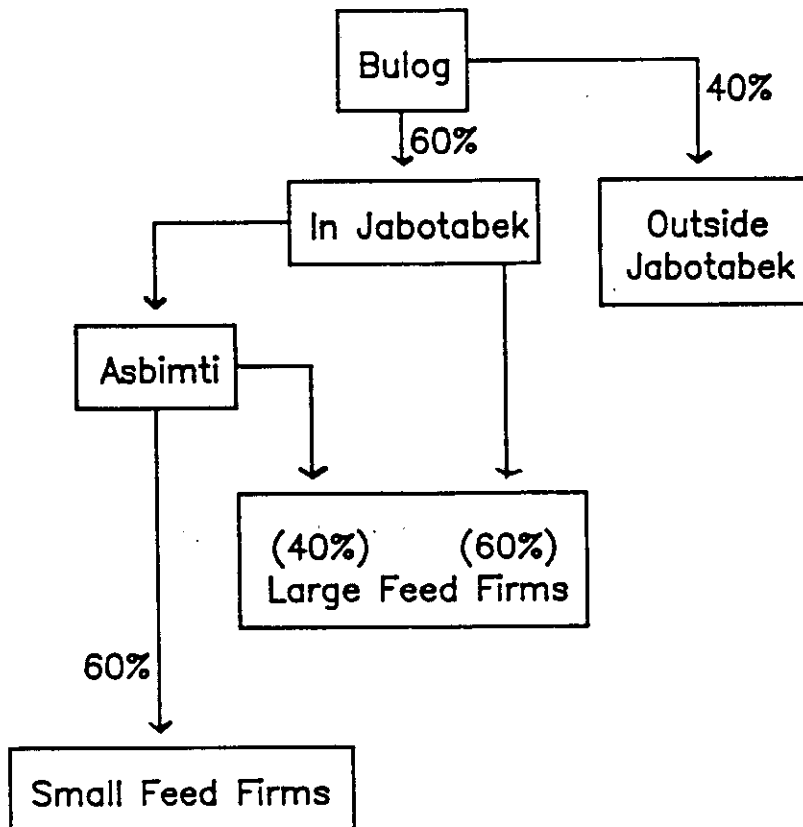 Bulog
40%
60%
In Jabotabek
Outside
Jabotabek
Asbimti
(40%) (60%)
Large Feed Firms
60%
Small Feed Firms